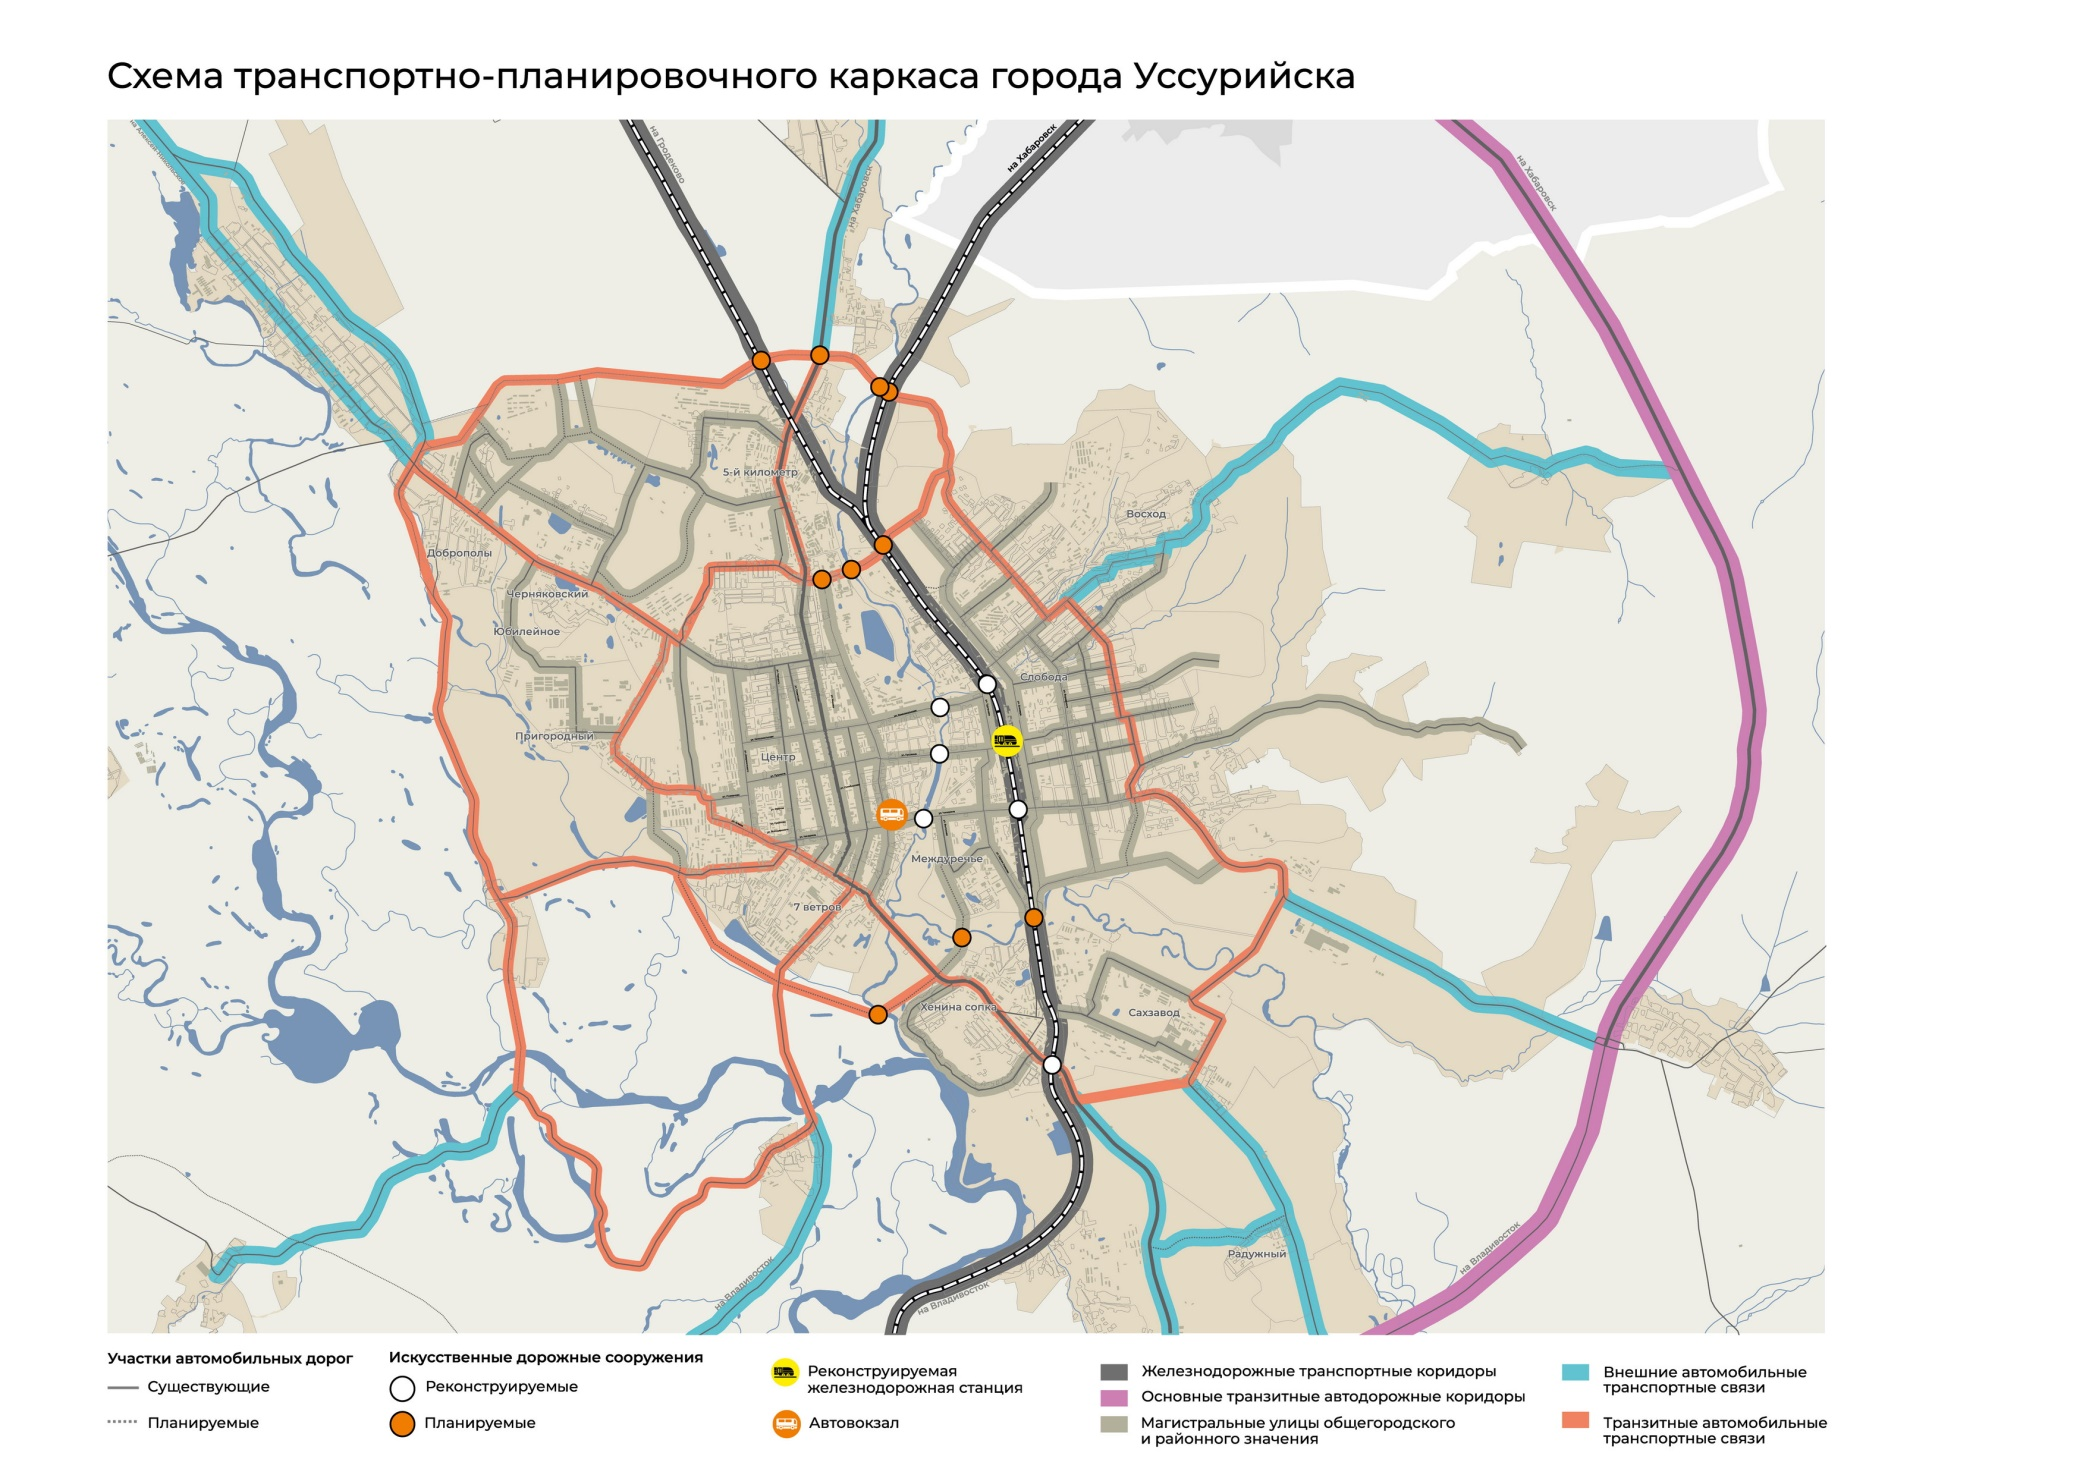 Схема транспортно-планировочного каркаса города Уссурийска
на Гродеково
на Хабаровск
на Хабаровск
на Хабаровск
5-й километр
Восход
Доброполы
Черняковский
Юбилейное
Слобода
Пригородный
Центр
Междуречье
7 ветров
Хенина сопка
Сахзавод
Радужный
на Владивосток
на Владивосток
на Владивосток
Участки автомобильных дорог
Существующие
Планируемые
Искусственные дорожные сооружения
Реконструируемые
Планируемые
Реконструируемая
железнодорожная станция
Автовокзал
Железнодорожные транспортные коридоры
Основные транзитные автодорожные коридоры
Магистральные улицы общегородского
и районного значения
Внешние автомобильные
транспортные связи
Транзитные автомобильные
транспортные связи